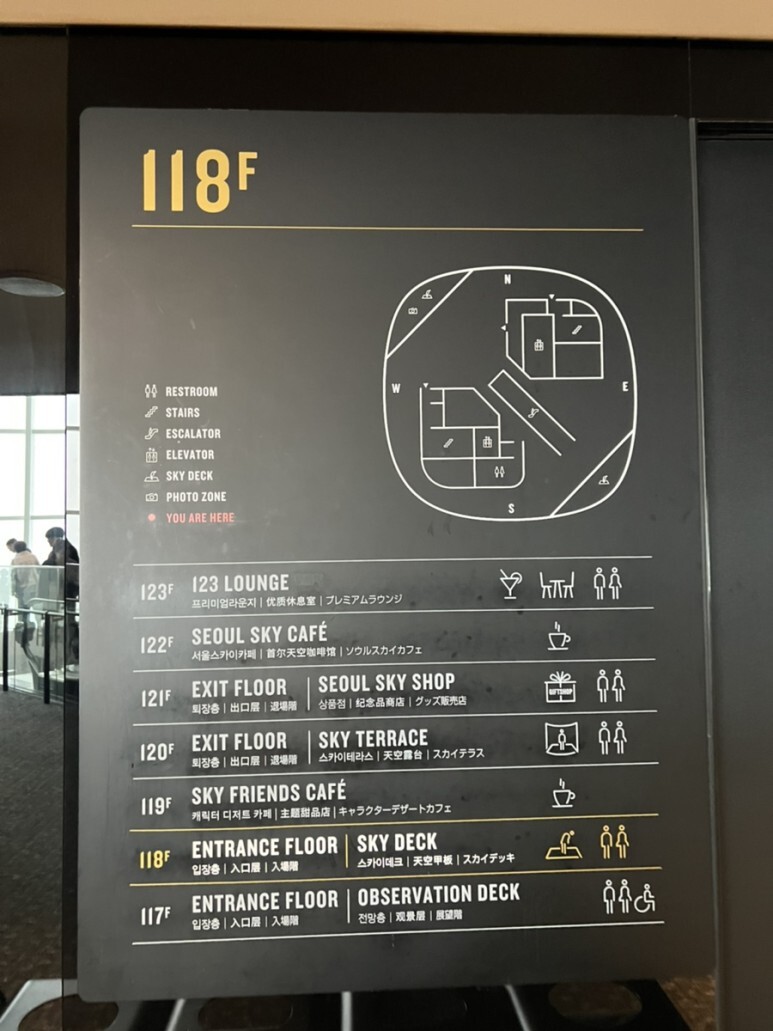 118F
N
W
E
S
RESTROOM
STAIRS
ESCALATOR
ELEVATOR
SKY DECK
PHOTO ZONE
YOU ARE HERE
123F 123 LOUNGE
프리미엄라운지 | 优质休息室 | プレミアムラウンジ
122F SEOUL SKY CAFÉ
서울스카이카페 | 首尔天空咖啡馆 | ソウルスカイカフェ
121F EXIT FLOOR | SEOUL SKY SHOP
퇴장층 | 出口层 | 退場階 상품점 | 纪念品商店 | グッズ販売店
GIFTSHOP
120F EXIT FLOOR | SKY TERRACE
퇴장층 | 出口层 | 退場階 스카이테라스 | 天空露台 | スカイテラス
119F SKY FRIENDS CAFÉ
캐릭터 디저트 카페 | 主题甜品店 | キャラクターデザートカフェ
118F ENTRANCE FLOOR | SKY DECK
입장층 | 入口层 | 入場階 스카이데크 | 天空甲板 | スカイデッキ
117F ENTRANCE FLOOR | OBSERVATION DECK
입장층 | 入口层 | 入場階 전망층 | 观景层 | 展望階